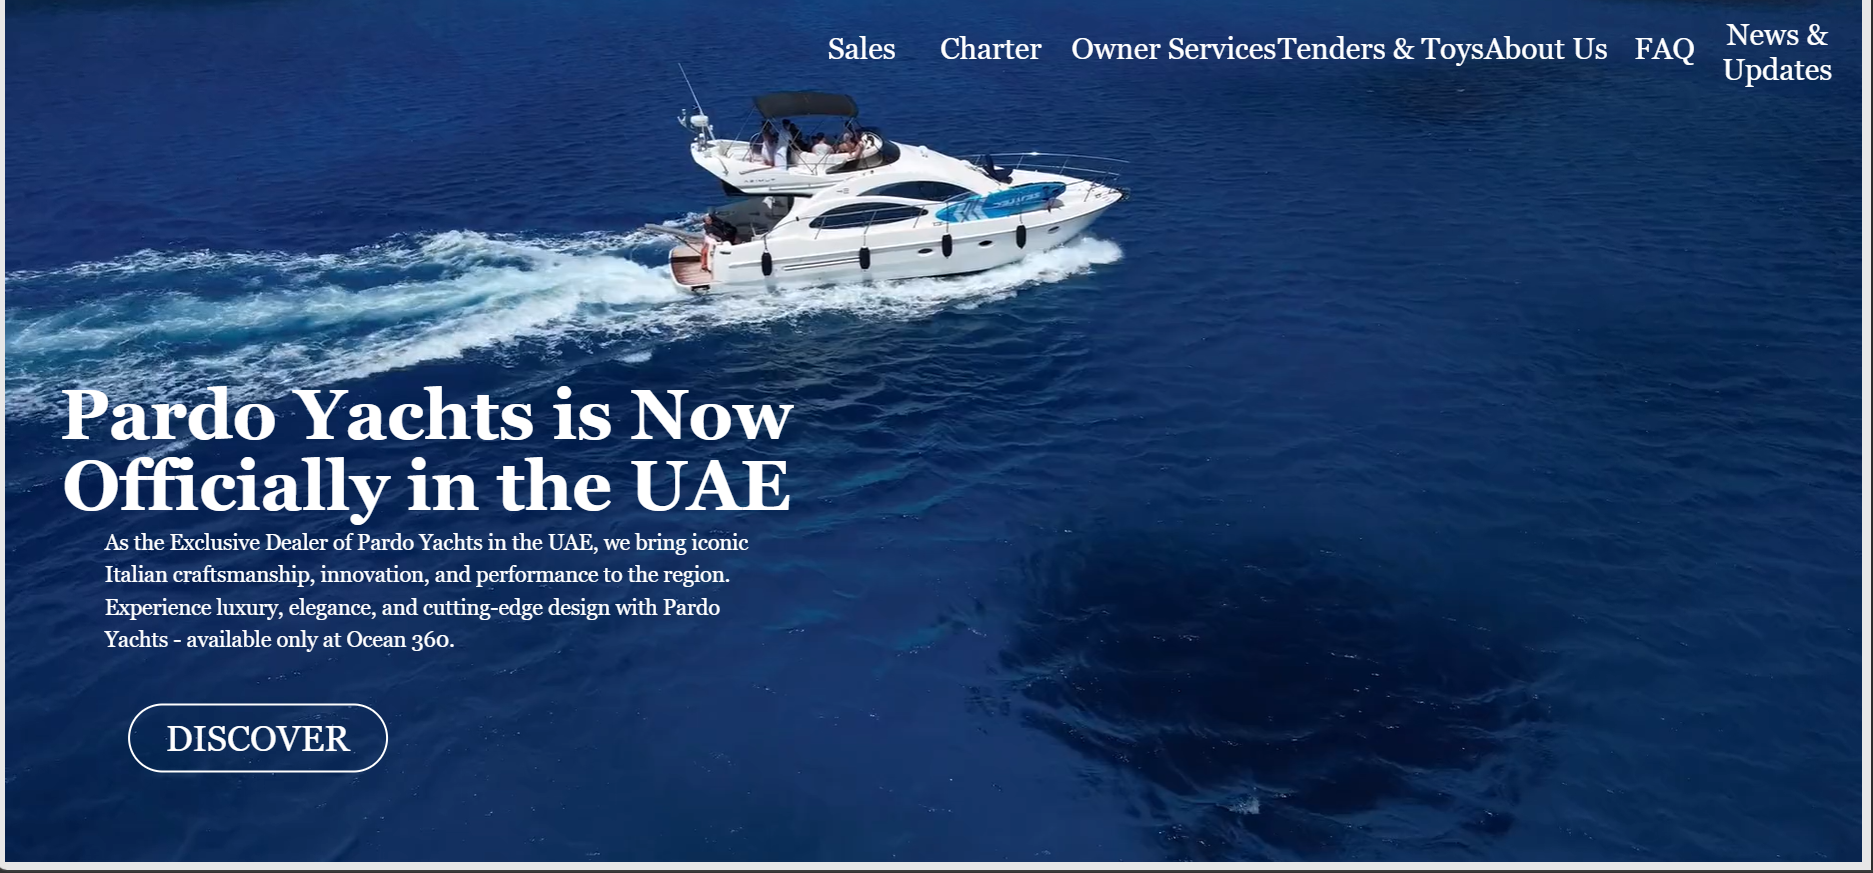 Sales Charter Owner Services Tenders & Toys About Us FAQ News &
Updates
Pardo Yachts is Now
Officially in the UAE
As the Exclusive Dealer of Pardo Yachts in the UAE, we bring iconic
Italian craftsmanship, innovation, and performance to the region.
Experience luxury, elegance, and cutting-edge design with Pardo
Yachts - available only at Ocean 360.
DISCOVER